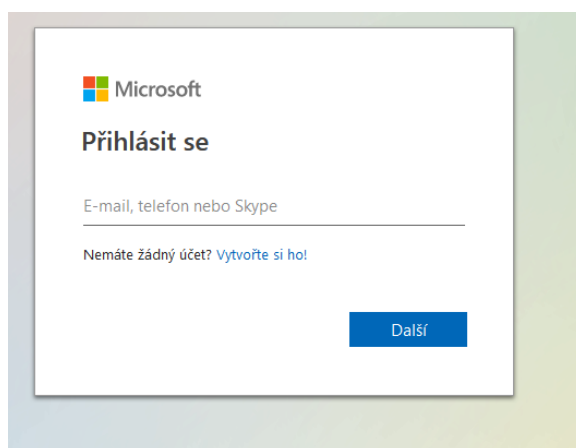 Microsoft
Přihlásit se
E-mail, telefon nebo Skype
Nemáte žádný účet? Vytvořte si ho!
Další